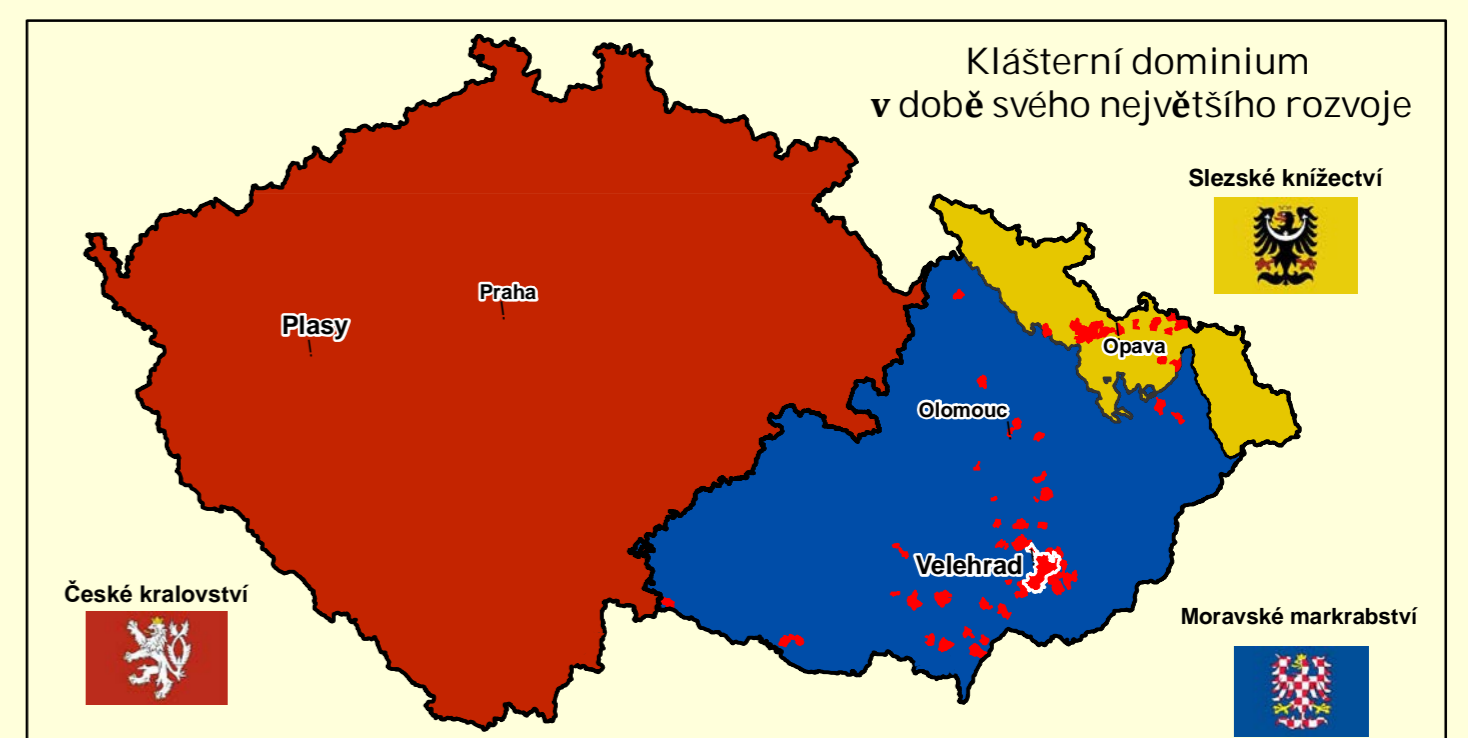 Klášterní dominium
v době svého největšího rozvoje
Slezské knížectví
Praha
Plasy
Opava
Olomouc
Velehrad
České kralovství
Moravské markrabství